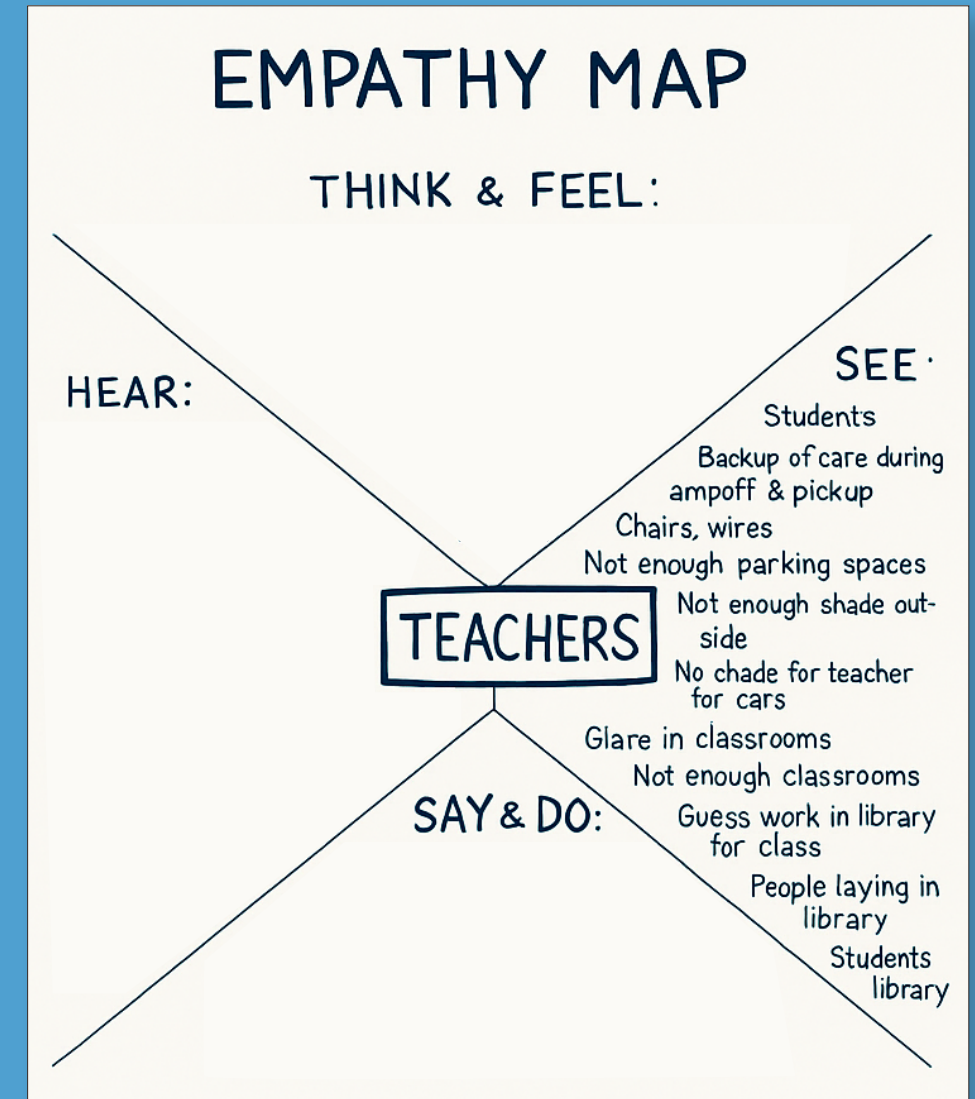 EMPATHY MAP
THINK & FEEL:
HEAR:
SEE·
Students
Backup of care during
ampoff & pickup
Chairs, wires
Not enough parking spaces
TEACHERS
Not enough shade out-
side
No chade for teacher
for cars
Glare in classrooms
Not enough classrooms
SAY & DO:
Guess work in library
for class
People laying in
library
Students
library